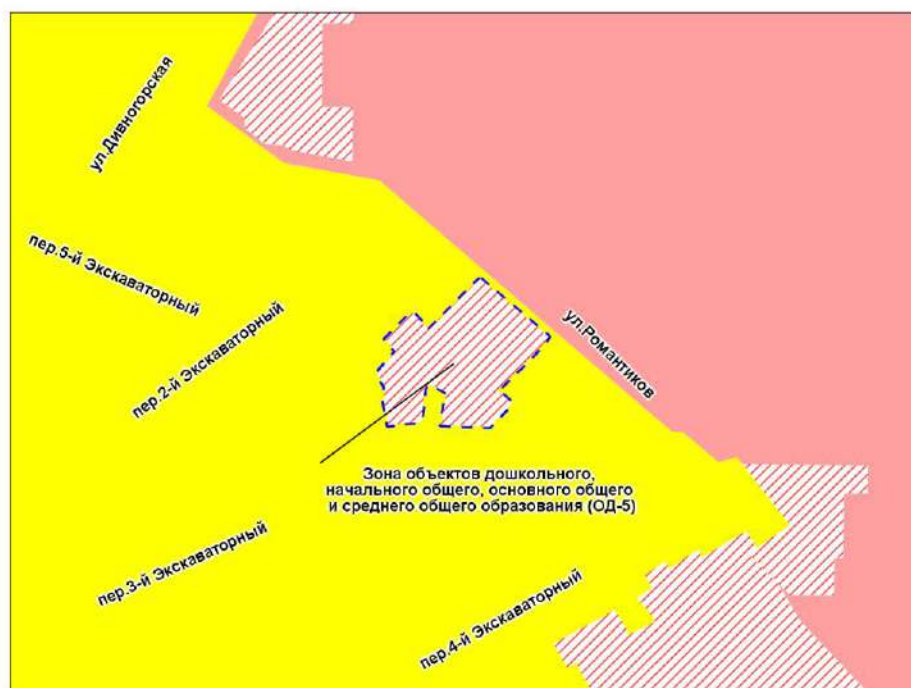 ул.Дивногорская
пер.5-й Экскаваторный
пер.2-й Экскаваторный
ул.Романтиков
Зона объектов дошкольного,
начального общего, основного общего
и среднего общего образования (ОД-5)
пер.3-й Экскаваторный
пер.4-й Экскаваторный